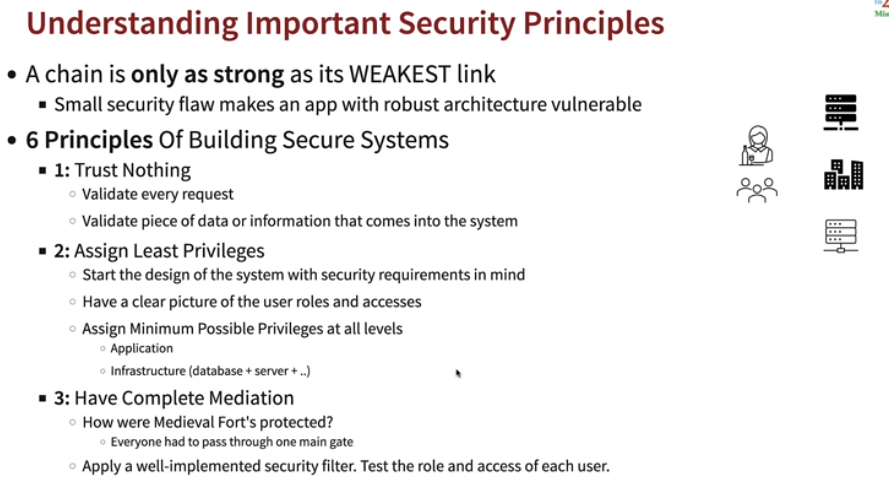 Understanding Important Security Principles
• A chain is only as strong as its WEAKEST link
▪ Small security flaw makes an app with robust architecture vulnerable
• 6 Principles Of Building Secure Systems
▪ 1: Trust Nothing
○ Validate every request
○ Validate piece of data or information that comes into the system
▪ 2: Assign Least Privileges
○ Start the design of the system with security requirements in mind
○ Have a clear picture of the user roles and accesses
○ Assign Minimum Possible Privileges at all levels
○ Application
○ Infrastructure (database + server + ..)
▪ 3: Have Complete Mediation
○ How were Medieval Fort's protected?
○ Everyone had to pass through one main gate
○ Apply a well-implemented security filter. Test the role and access of each user.